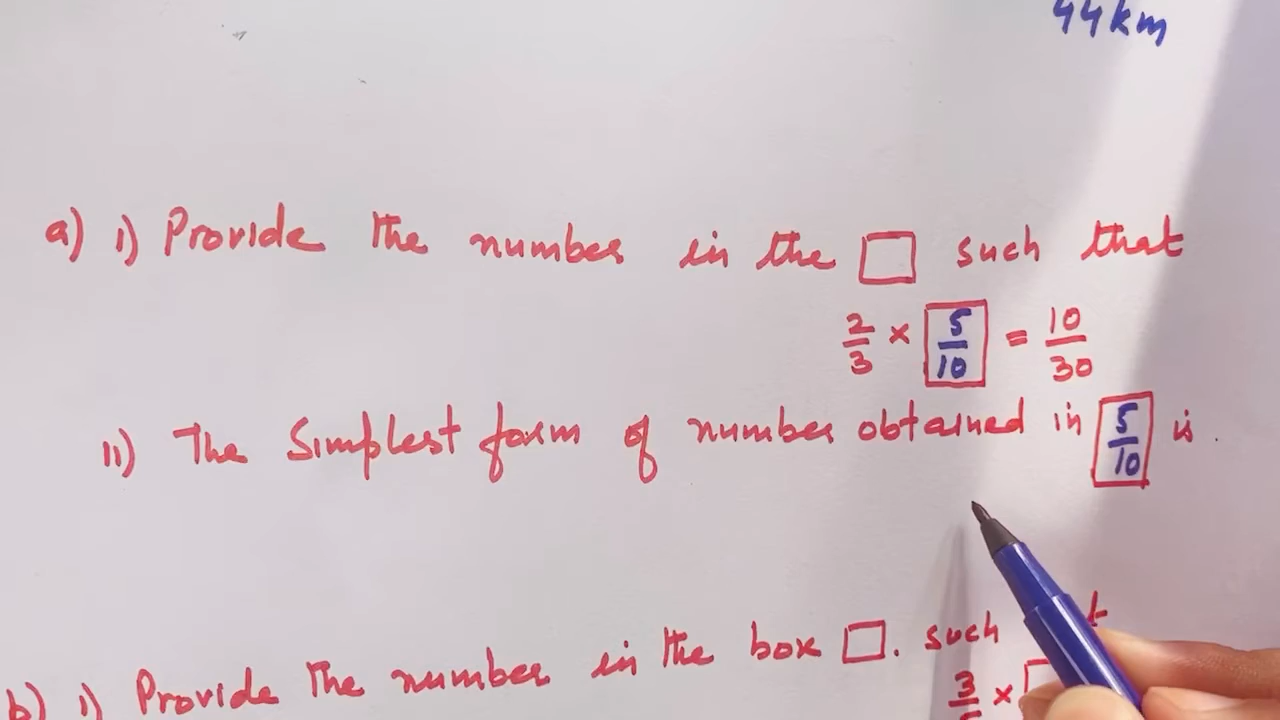 44km
a) i) Provide the number in the □ such that
2/3 × 5/10 = 10/30
ii) The Simplest form of number obtained in 5/10 is.
b) i) Provide the number in the box □. such
3 ×